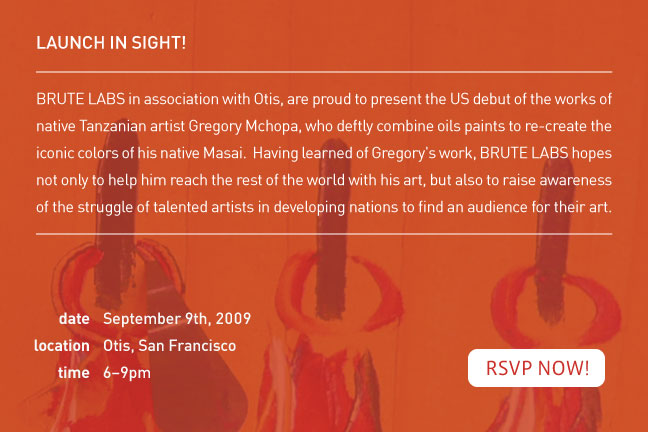 LAUNCH IN SIGHT!
BRUTE LABS in association with Otis, are proud to present the US debut of the works of
native Tanzanian artist Gregory Mchopa, who deftly combine oils paints to re-create the
iconic colors of his native Masai.  Having learned of Gregory's work, BRUTE LABS hopes
not only to help him reach the rest of the world with his art, but also to raise awareness
of the struggle of talented artists in developing nations to find an audience for their art.
date September 9th, 2009
location Otis, San Francisco
time 6–9pm
RSVP NOW!